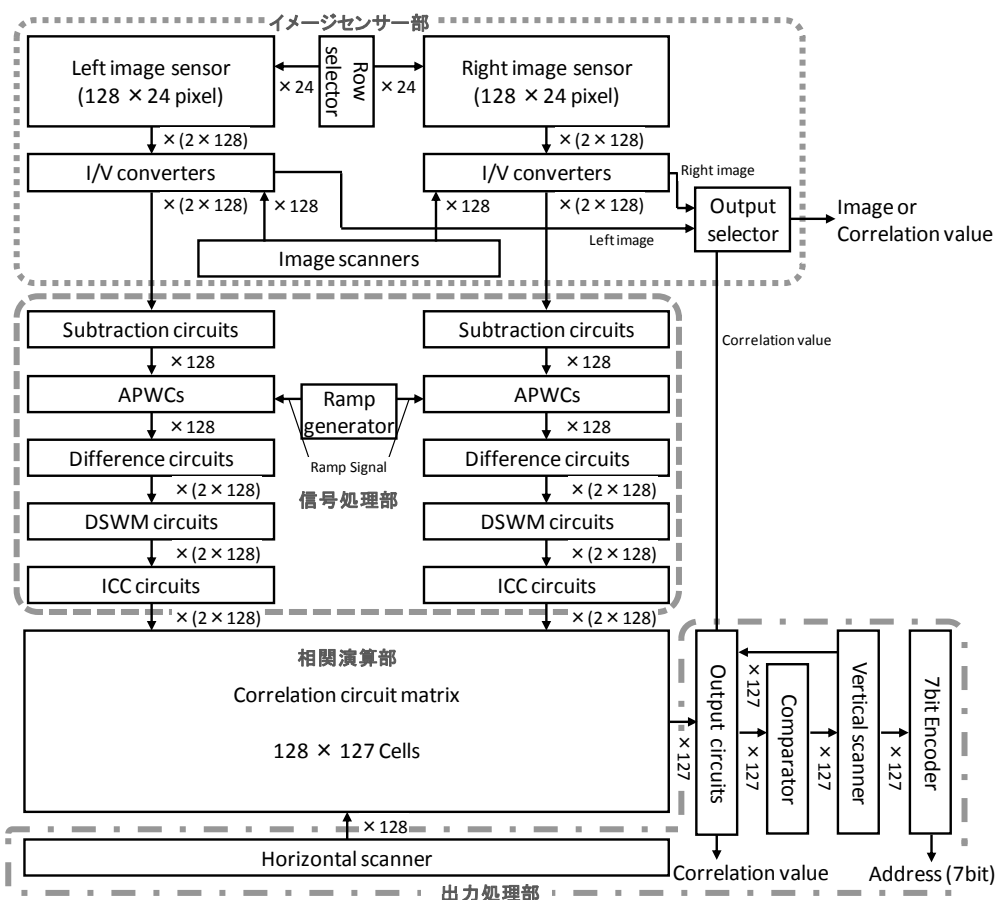 イメージセンサー部
Left image sensor
(128 × 24 pixel)
× 24
Row
selector
× 24
Right image sensor
(128 × 24 pixel)
× (2 × 128)
× (2 × 128)
I/V converters
I/V converters
Right image
× (2 × 128)
× 128
× 128
× (2 × 128)
Output
selector
Image or
Correlation value
Left image
Image scanners
Subtraction circuits
Subtraction circuits
Correlation value
× 128
× 128
APWCs
Ramp
generator
APWCs
× 128
× 128
Difference circuits
Ramp Signal
Difference circuits
× (2 × 128)
× (2 × 128)
信号処理部
DSWM circuits
DSWM circuits
× (2 × 128)
× (2 × 128)
ICC circuits
ICC circuits
× (2 × 128)
× (2 × 128)
相関演算部
Correlation circuit matrix
128 × 127 Cells
× 127
Output circuits
× 127
× 127
Comparator
× 127
Vertical scanner
× 127
7bit Encoder
× 128
Horizontal scanner
Correlation value
Address (7bit)
出力処理部